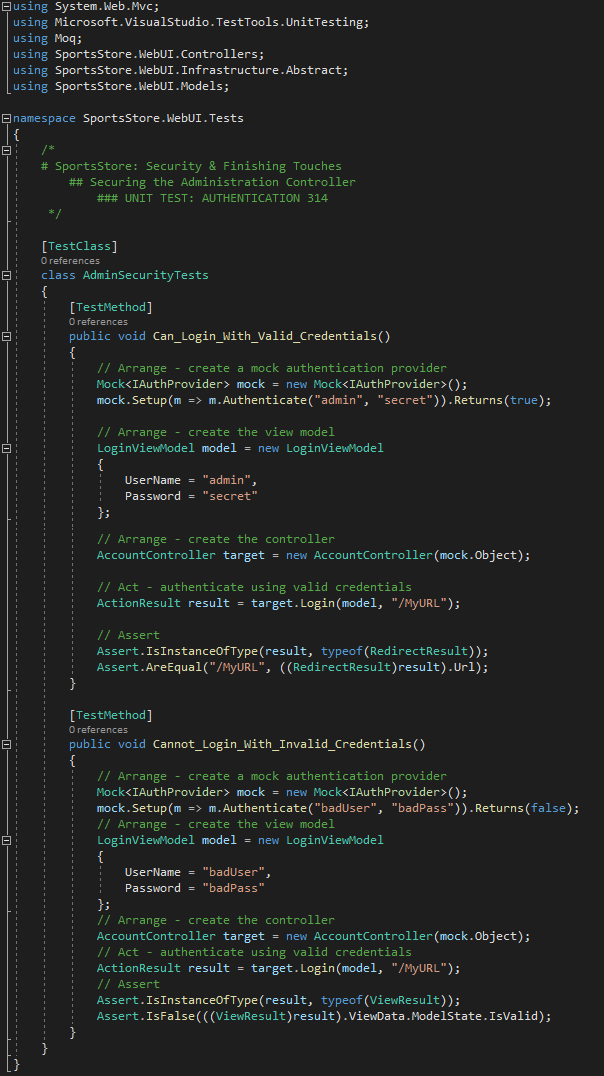 using System.Web.Mvc;
using Microsoft.VisualStudio.TestTools.UnitTesting;
using Moq;
using SportsStore.WebUI.Controllers;
using SportsStore.WebUI.Infrastructure.Abstract;
using SportsStore.WebUI.Models;

namespace SportsStore.WebUI.Tests
{
    /*
    # SportsStore: Security & Finishing Touches
        ## Securing the Administration Controller
            ### UNIT TEST: AUTHENTICATION 314
     */

    [TestClass]
    0 references
    class AdminSecurityTests
    {
        [TestMethod]
        0 references
        public void Can_Login_With_Valid_Credentials()
        {
            // Arrange - create a mock authentication provider
            Mock<IAuthProvider> mock = new Mock<IAuthProvider>();
            mock.Setup(m => m.Authenticate("admin", "secret")).Returns(true);

            // Arrange - create the view model
            LoginViewModel model = new LoginViewModel
            {
                UserName = "admin",
                Password = "secret"
            };

            // Arrange - create the controller
            AccountController target = new AccountController(mock.Object);

            // Act - authenticate using valid credentials
            ActionResult result = target.Login(model, "/MyURL");

            // Assert
            Assert.IsInstanceOfType(result, typeof(RedirectResult));
            Assert.AreEqual("/MyURL", ((RedirectResult)result).Url);
        }

        [TestMethod]
        0 references
        public void Cannot_Login_With_Invalid_Credentials()
        {
            // Arrange - create a mock authentication provider
            Mock<IAuthProvider> mock = new Mock<IAuthProvider>();
            mock.Setup(m => m.Authenticate("badUser", "badPass")).Returns(false);
            // Arrange - create the view model
            LoginViewModel model = new LoginViewModel
            {
                UserName = "badUser",
                Password = "badPass"
            };
            // Arrange - create the controller
            AccountController target = new AccountController(mock.Object);
            // Act - authenticate using valid credentials
            ActionResult result = target.Login(model, "/MyURL");
            // Assert
            Assert.IsInstanceOfType(result, typeof(ViewResult));
            Assert.IsFalse(((ViewResult)result).ViewData.ModelState.IsValid);
        }
    }
}